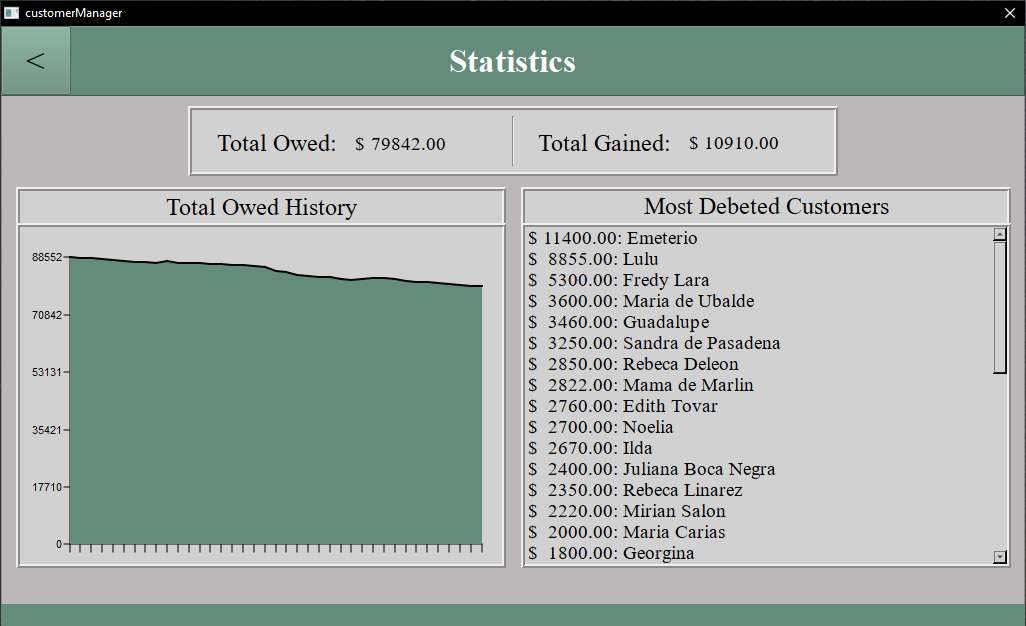 customerManager
<
Statistics
Total Owed: $ 79842.00
Total Gained: $ 10910.00
Total Owed History
88552
70842
53131
35421
17710
0
Most Debeted Customers
$ 11400.00: Emeterio
$ 8855.00: Lulu
$ 5300.00: Fredy Lara
$ 3600.00: Maria de Ubalde
$ 3460.00: Guadalupe
$ 3250.00: Sandra de Pasadena
$ 2850.00: Rebeca Deleon
$ 2822.00: Mama de Marlin
$ 2760.00: Edith Tovar
$ 2700.00: Noelia
$ 2670.00: Ilda
$ 2400.00: Juliana Boca Negra
$ 2350.00: Rebeca Linarez
$ 2220.00: Mirian Salon
$ 2000.00: Maria Carias
$ 1800.00: Georgina